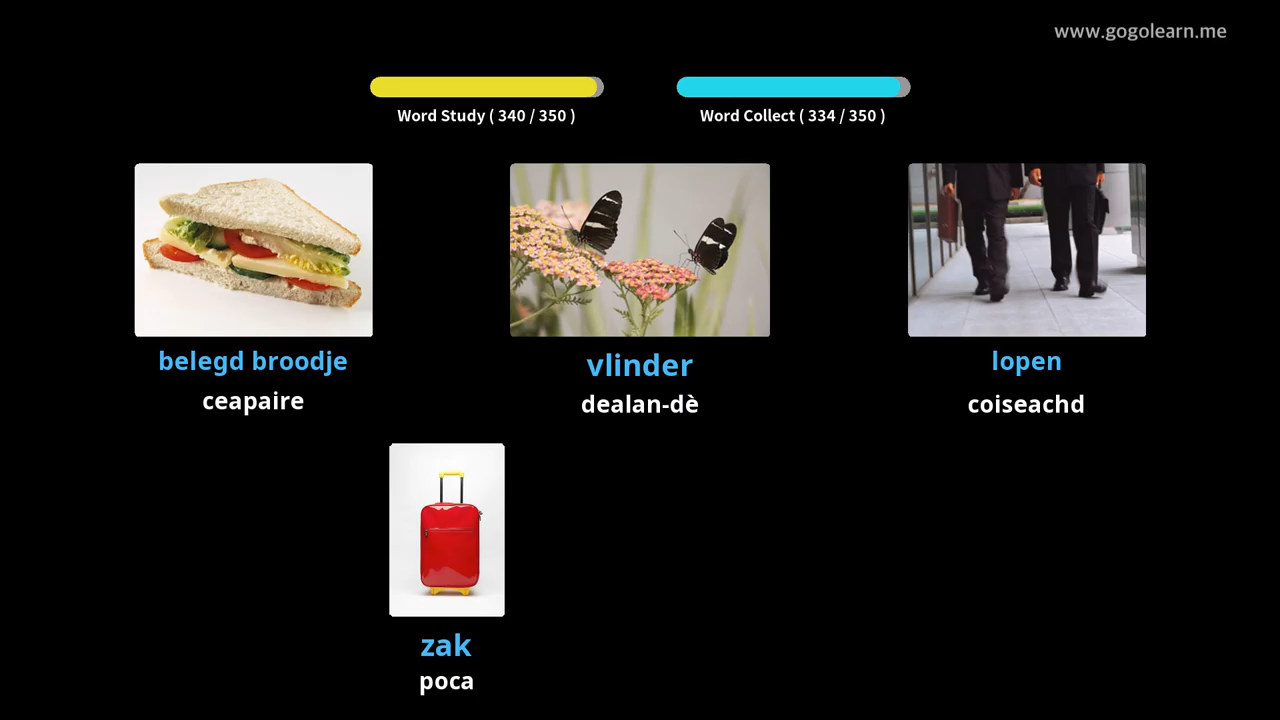 www.gogolearn.me
Word Study ( 340 / 350 )
Word Collect ( 334 / 350 )
belegd broodje
ceapaire
vlinder
dealan-dè
lopen
coiseachd
zak
poca